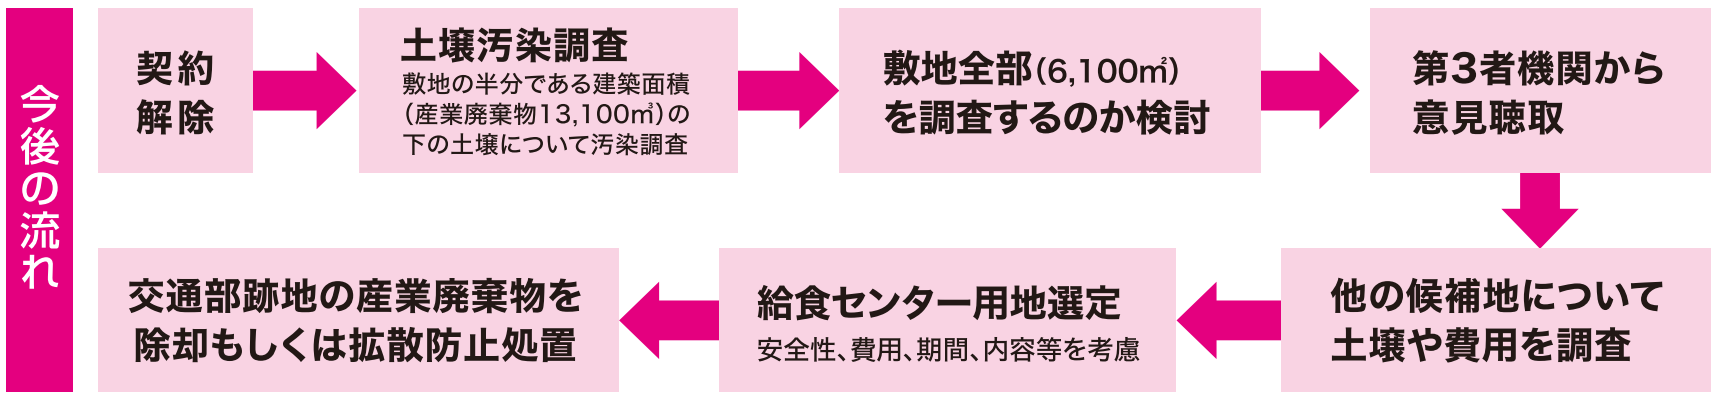 今後の流れ
契約
解除
土壌汚染調査
敷地の半分である建築面積
（産業廃棄物13,100㎡）の
下の土壌について汚染調査
敷地全部（6,100㎡）
を調査するのか検討
第3者機関から
意見聴取
他の候補地について
土壌や費用を調査
給食センター用地選定
安全性、費用、期間、内容等を考慮
交通部跡地の産業廃棄物を
除却もしくは拡散防止処置